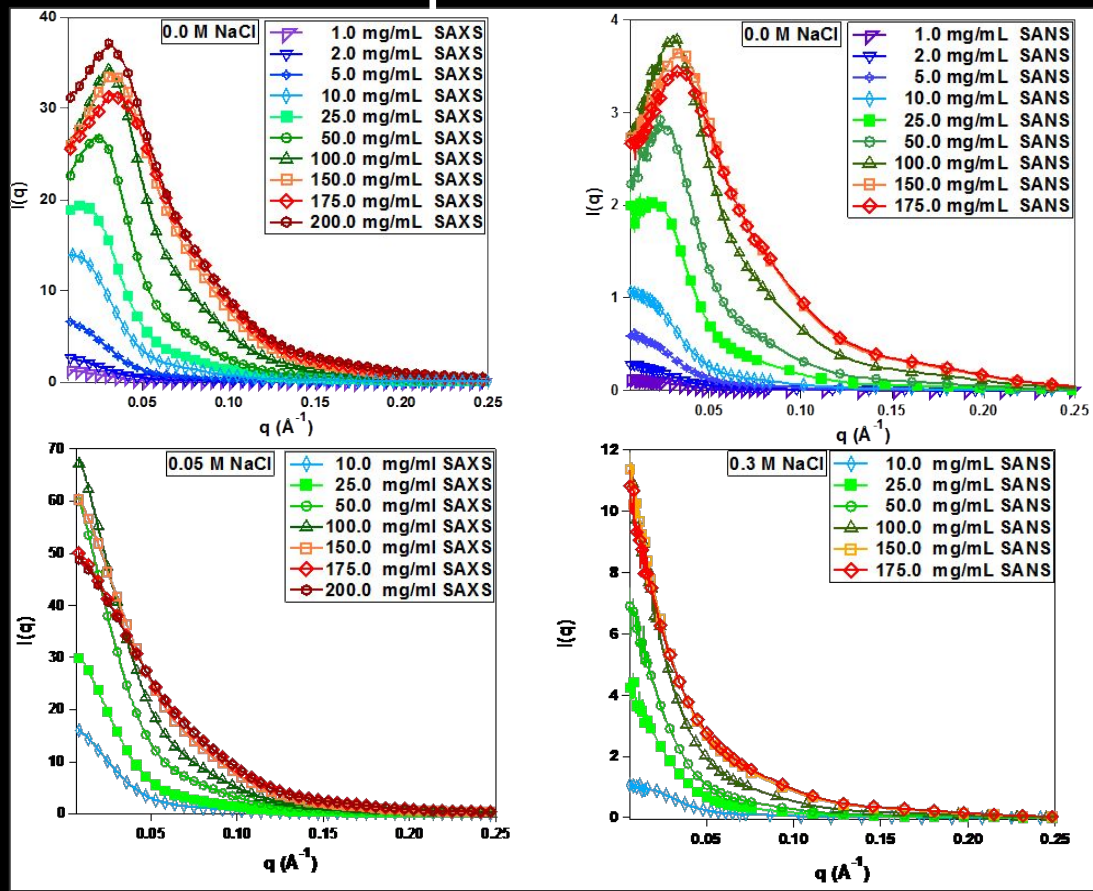 0.0 M NaCl
1.0 mg/mL SAXS
2.0 mg/mL SAXS
5.0 mg/mL SAXS
10.0 mg/mL SAXS
25.0 mg/mL SAXS
50.0 mg/mL SAXS
100.0 mg/mL SAXS
150.0 mg/mL SAXS
175.0 mg/mL SAXS
200.0 mg/mL SAXS
40
30
20
10
0
I(q)
0.05
0.10
0.15
0.20
0.25
q (Å⁻¹)
0.0 M NaCl
1.0 mg/mL SANS
2.0 mg/mL SANS
5.0 mg/mL SANS
10.0 mg/mL SANS
25.0 mg/mL SANS
50.0 mg/mL SANS
100.0 mg/mL SANS
150.0 mg/mL SANS
175.0 mg/mL SANS
4
3
2
1
0
I(q)
0.05
0.10
0.15
0.20
0.25
q (Å⁻¹)
0.05 M NaCl
10.0 mg/ml SAXS
25.0 mg/ml SAXS
50.0 mg/ml SAXS
100.0 mg/ml SAXS
150.0 mg/ml SAXS
175.0 mg/ml SAXS
200.0 mg/ml SAXS
70
60
50
40
30
20
10
0
I(q)
0.05
0.10
0.15
0.20
0.25
q (Å⁻¹)
0.3 M NaCl
10.0 mg/mL SANS
25.0 mg/mL SANS
50.0 mg/mL SANS
100.0 mg/mL SANS
150.0 mg/mL SANS
175.0 mg/mL SANS
12
10
8
6
4
2
0
I(q)
0.05
0.10
0.15
0.20
0.25
q (Å⁻¹)